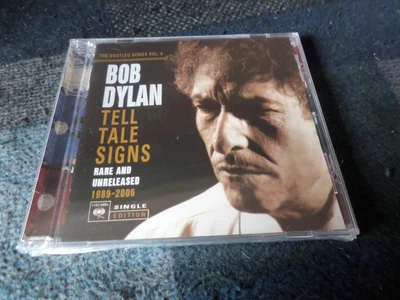 THE BOOTLEG SERIES VOL. 8
BOB
DYLAN
TELL
TALE
SIGNS
RARE AND
UNRELEASED
1989-2006
SINGLE
EDITION